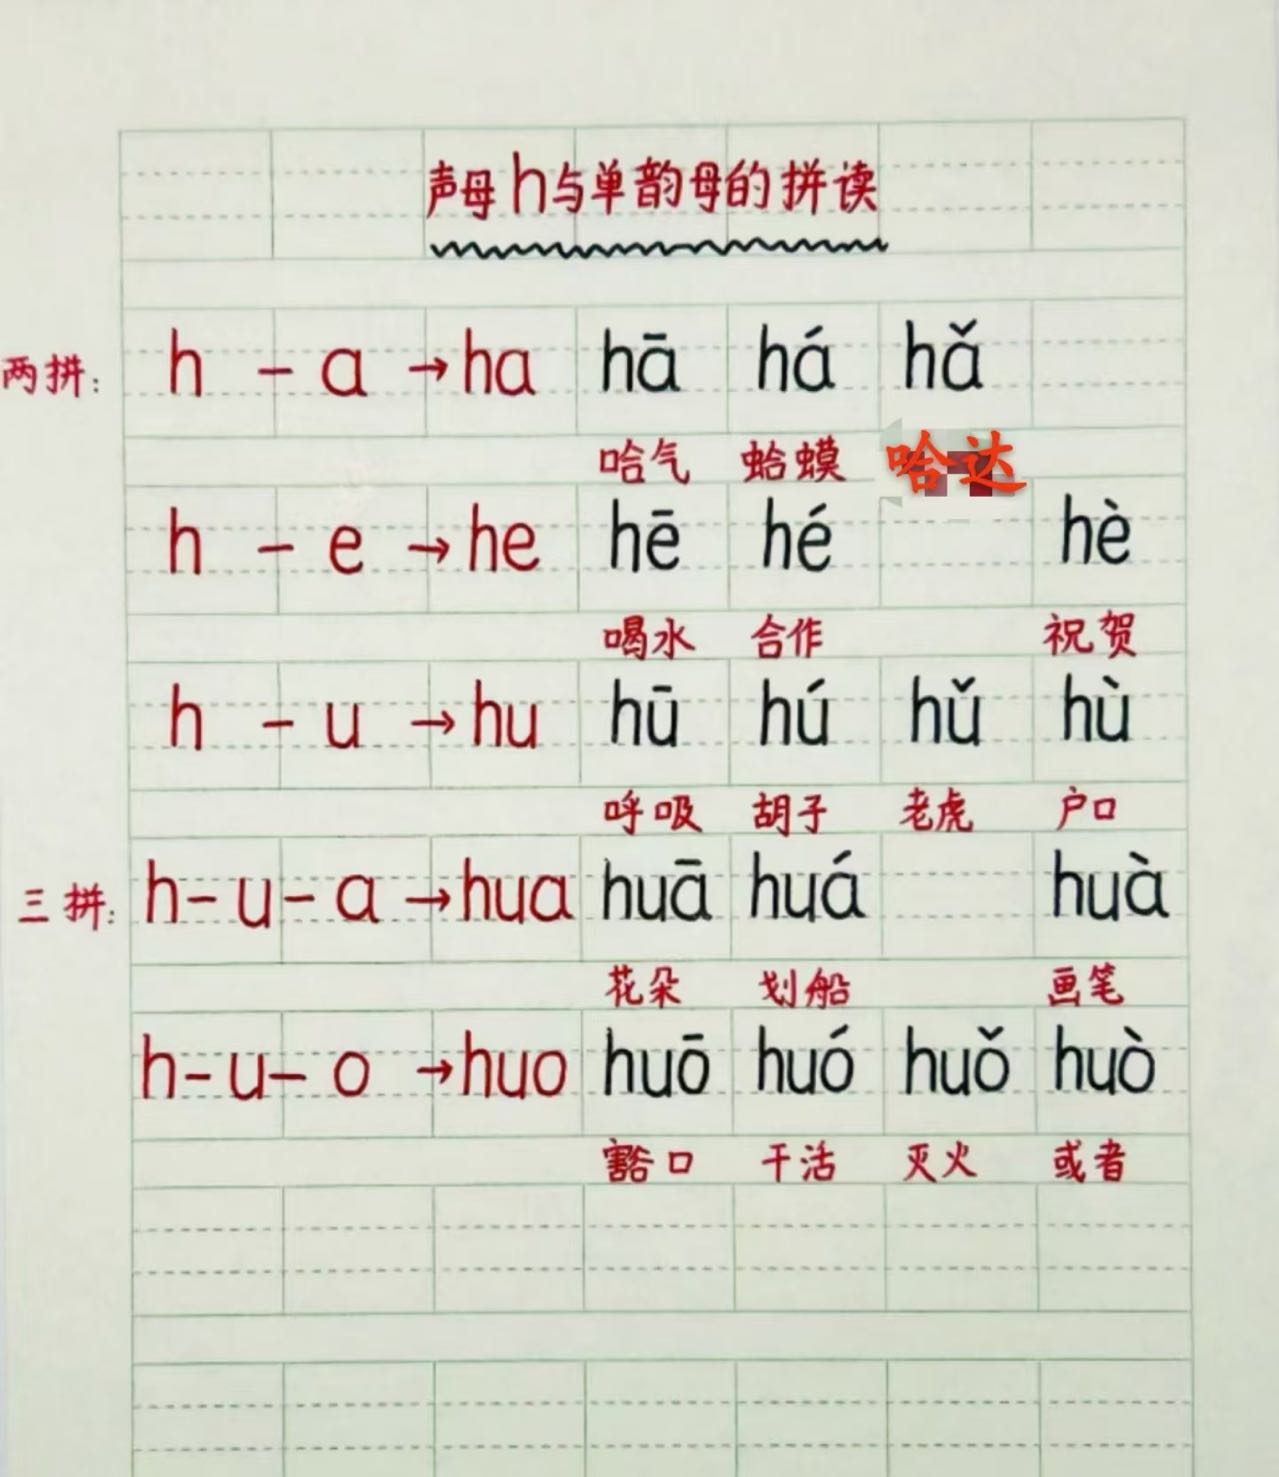 声母h与单韵母的拼读
两拼: h - a → ha hā há hǎ
哈气 蛤蟆 哈达
h - e → he hē hé hè
喝水 合作 祝贺
h - u → hu hū hú hǔ hù
呼吸 胡子 老虎 户口
三拼: h - u - a → hua huā huá huà
花朵 划船 画笔
h - u - o → huo huō huó huǒ huò
豁口 干活 灭火 或者